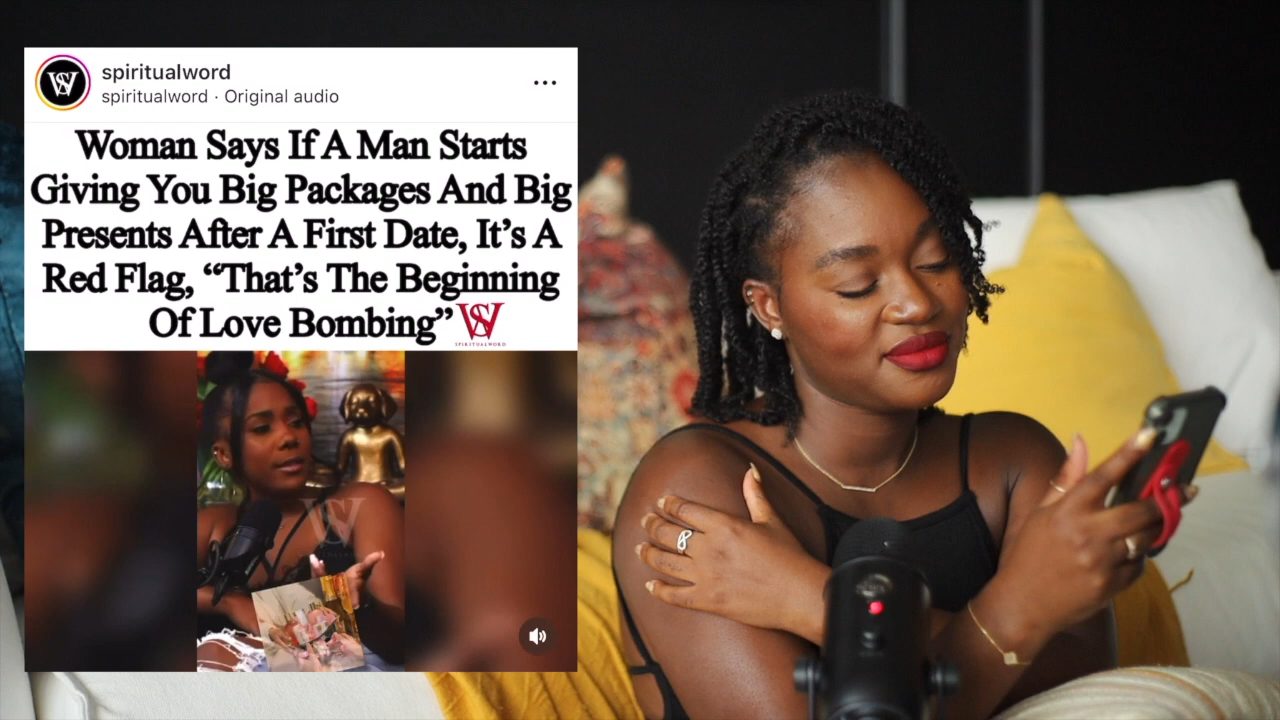 spiritualword
spiritualword · Original audio
Woman Says If A Man Starts
Giving You Big Packages And Big
Presents After A First Date, It’s A
Red Flag, “That’s The Beginning
Of Love Bombing”
SPIRITUALWORD